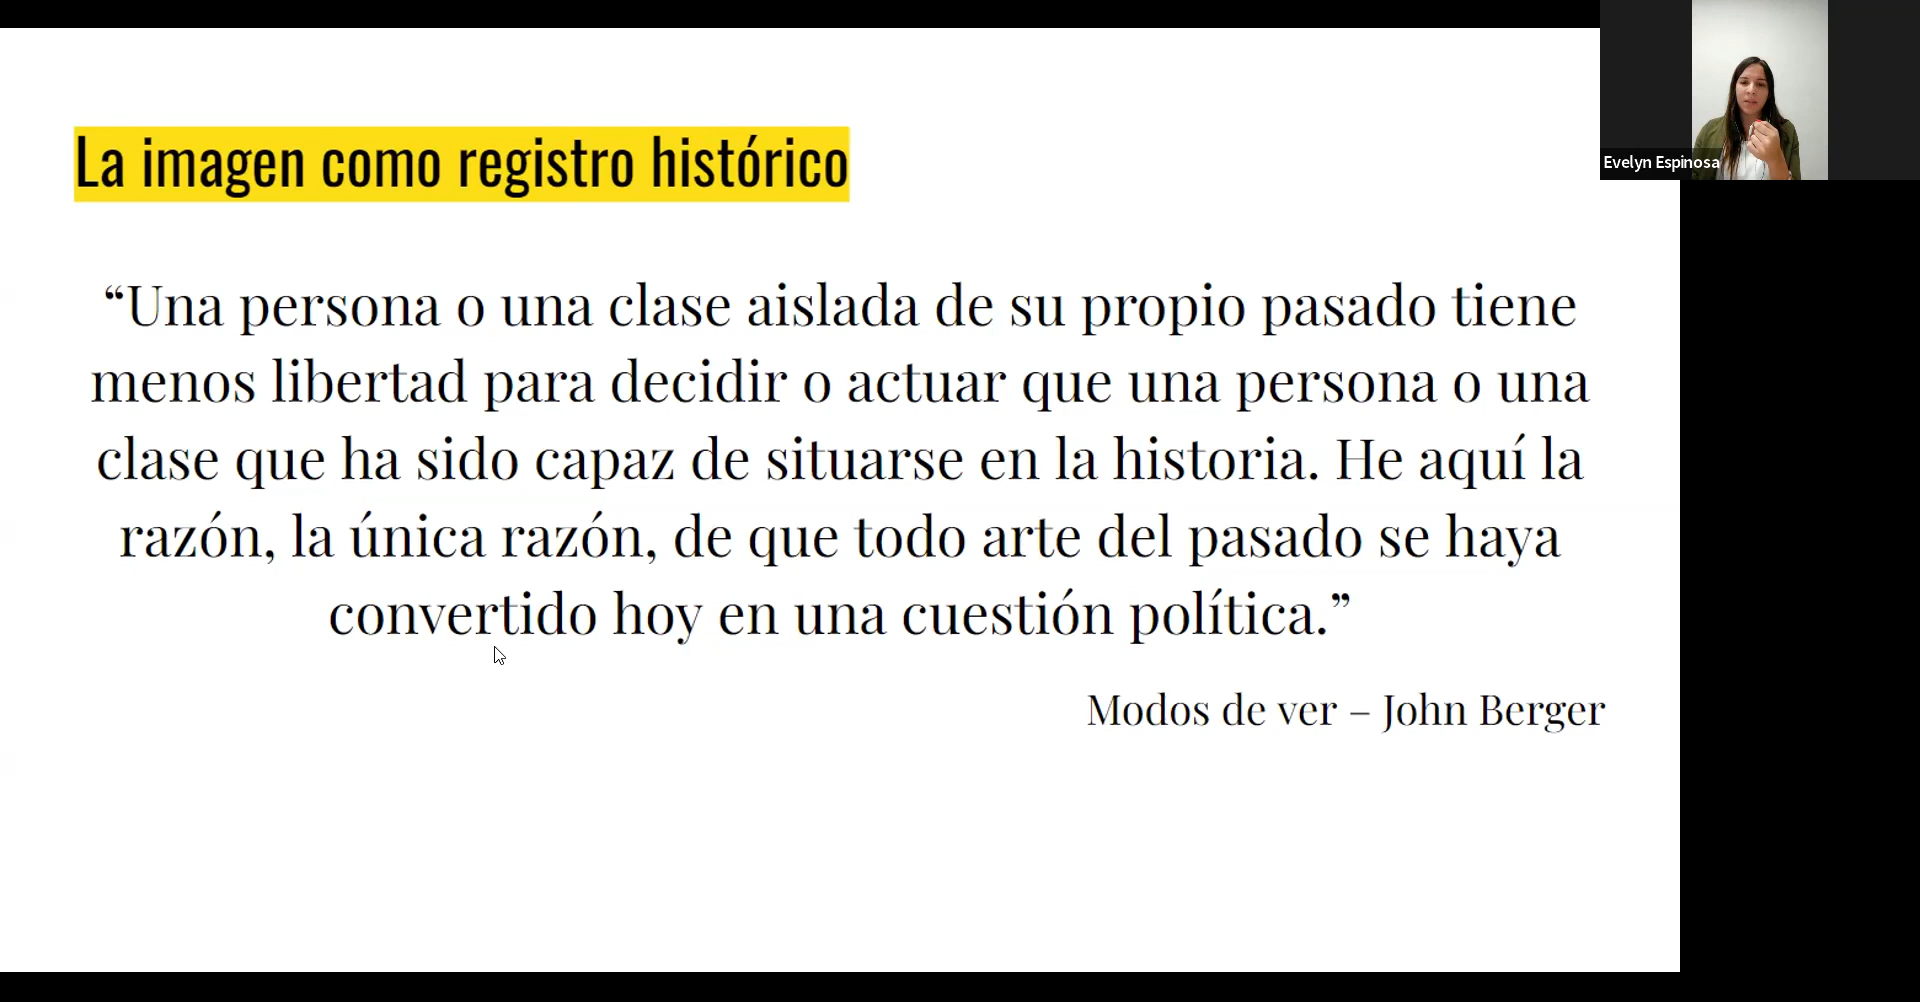 La imagen como registro histórico
“Una persona o una clase aislada de su propio pasado tiene
menos libertad para decidir o actuar que una persona o una
clase que ha sido capaz de situarse en la historia. He aquí la
razón, la única razón, de que todo arte del pasado se haya
convertido hoy en una cuestión política.”
Modos de ver – John Berger
Evelyn Espinosa